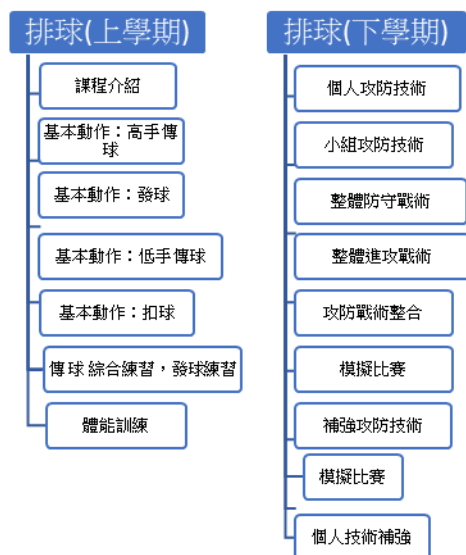 排球(上學期)
課程介紹
基本動作：高手傳
球
基本動作：發球
基本動作：低手傳球
基本動作：扣球
傳球 綜合練習，發球練習
體能訓練
排球(下學期)
個人攻防技術
小組攻防技術
整體防守戰術
整體進攻戰術
攻防戰術整合
模擬比賽
補強攻防技術
模擬比賽
個人技術補強